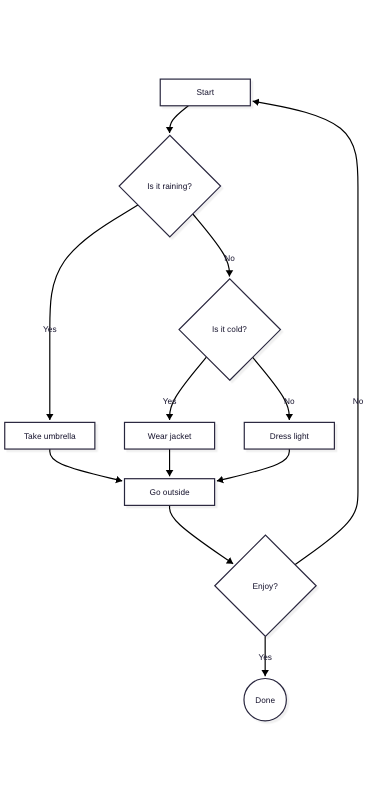 Start
Is it raining?
No
Is it cold?
Yes
Yes
No
No
Take umbrella
Wear jacket
Dress light
Go outside
Enjoy?
Yes
Done